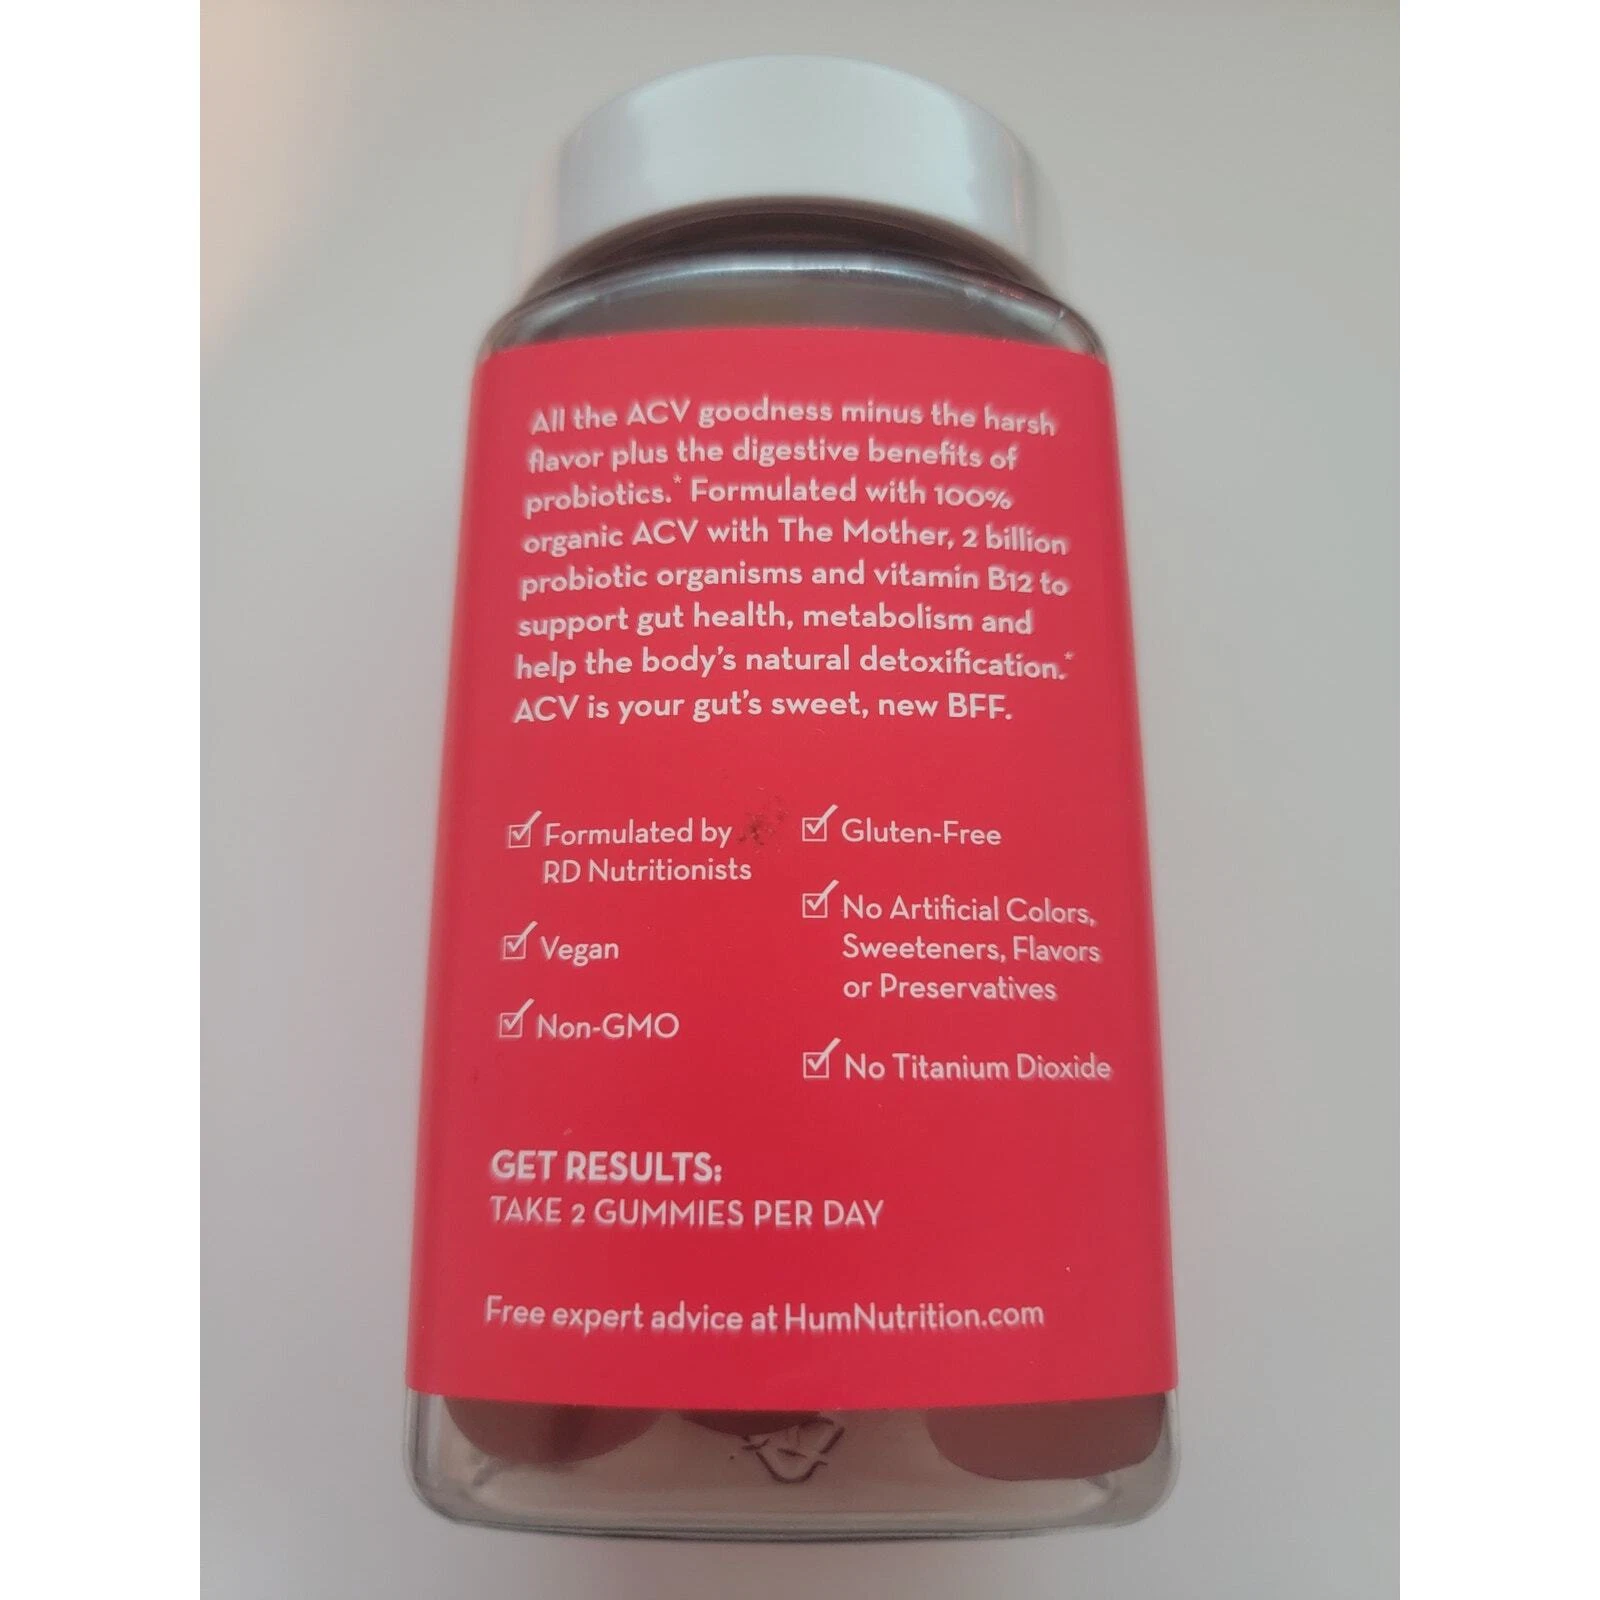 All the ACV goodness minus the harsh
flavor plus the digestive benefits of
probiotics.* Formulated with 100%
organic ACV with The Mother, 2 billion
probiotic organisms and vitamin B12 to
support gut health, metabolism and
help the body's natural detoxification.*
ACV is your gut's sweet, new BFF.
Formulated by
RD Nutritionists
Vegan
Non-GMO
Gluten-Free
No Artificial Colors,
Sweeteners, Flavors
or Preservatives
No Titanium Dioxide
GET RESULTS:
TAKE 2 GUMMIES PER DAY
Free expert advice at HumNutrition.com